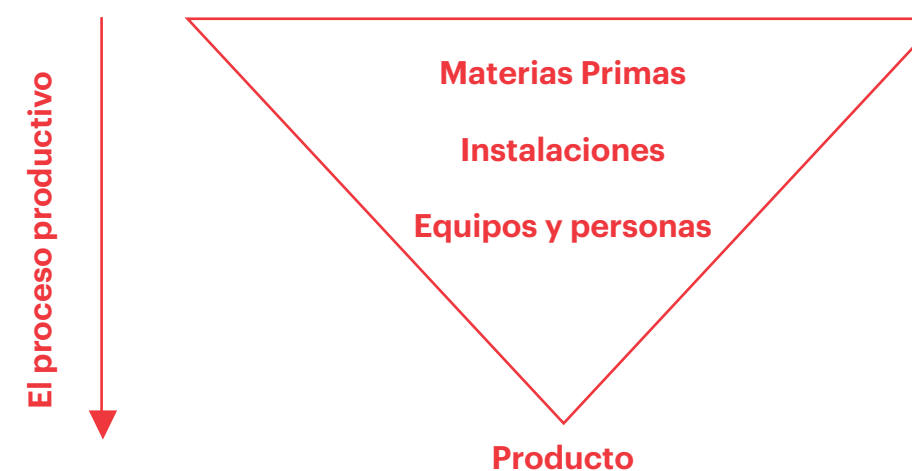 El proceso productivo
Materias Primas
Instalaciones
Equipos y personas
Producto